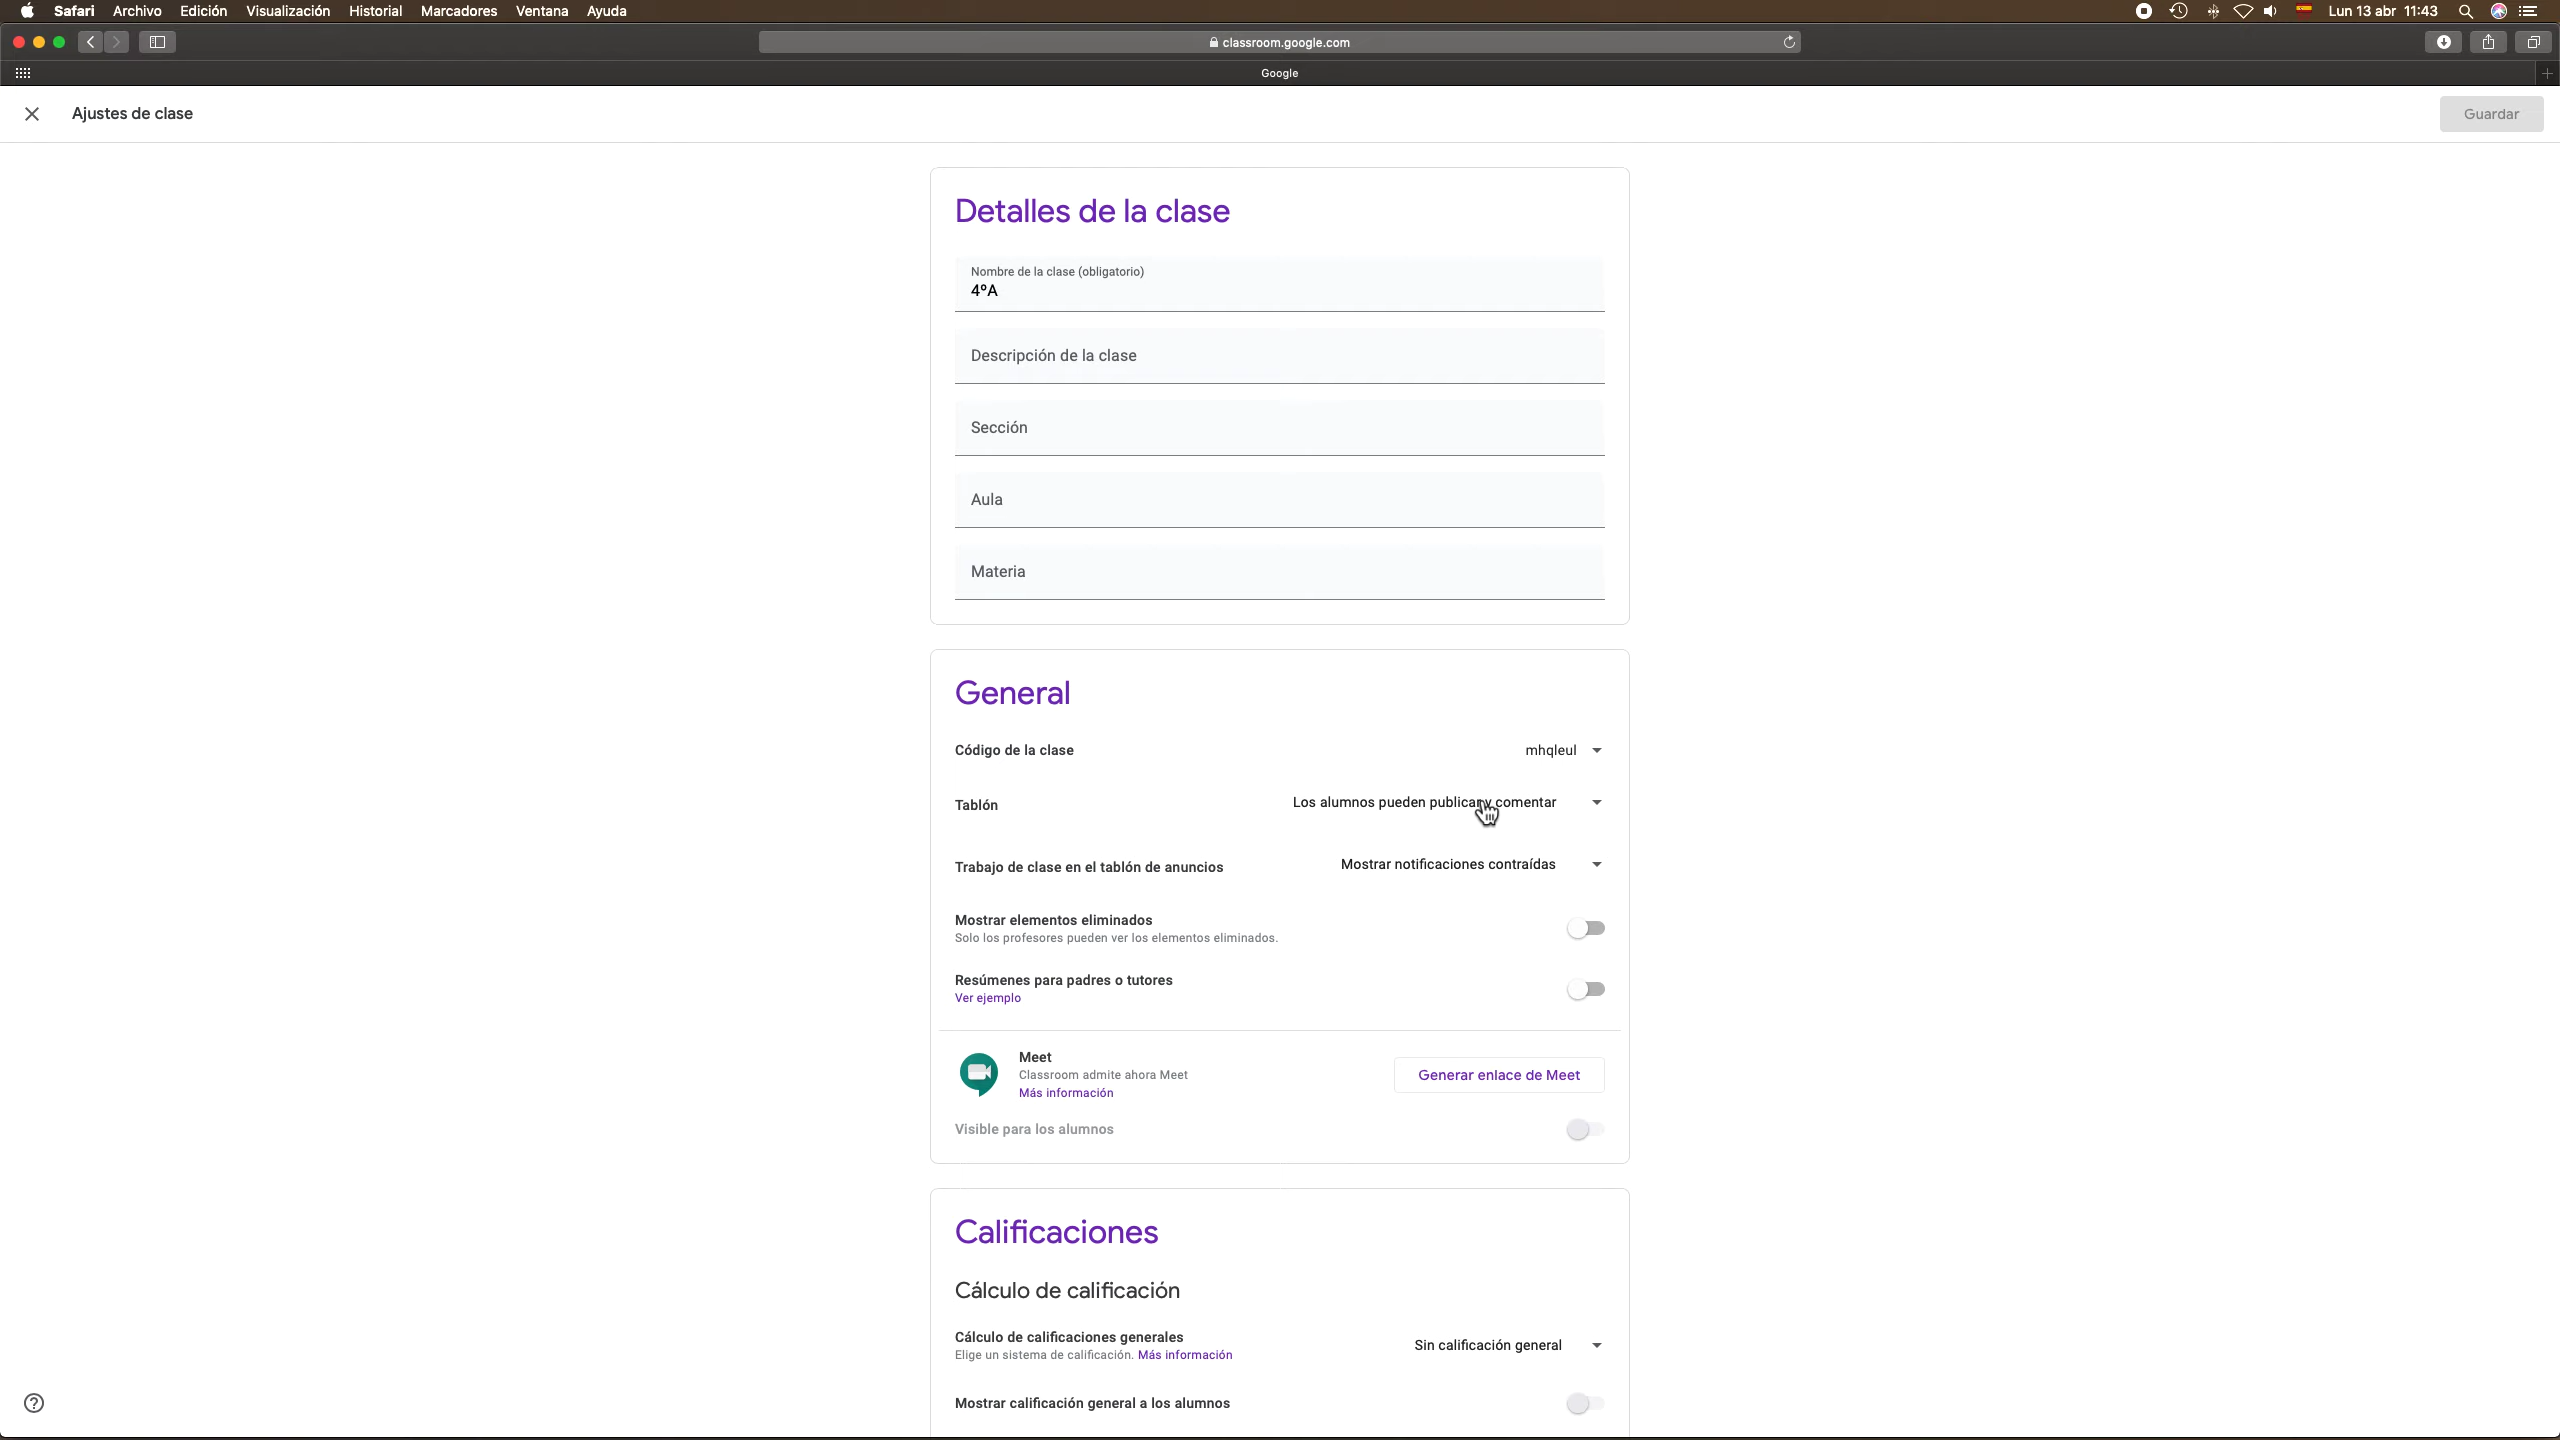 Safari Archivo Edición Visualización Historial Marcadores Ventana Ayuda
Lun 13 abr 11:43
classroom.google.com
Google
Ajustes de clase
Guardar
Detalles de la clase
Nombre de la clase (obligatorio)
4ºA
Descripción de la clase
Sección
Aula
Materia
General
Código de la clase mhqleul
Tablón Los alumnos pueden publicar y comentar
Trabajo de clase en el tablón de anuncios Mostrar notificaciones contraídas
Mostrar elementos eliminados
Solo los profesores pueden ver los elementos eliminados.
Resúmenes para padres o tutores
Ver ejemplo
Meet
Classroom admite ahora Meet
Más información
Generar enlace de Meet
Visible para los alumnos
Calificaciones
Cálculo de calificación
Cálculo de calificaciones generales
Elige un sistema de calificación. Más información
Sin calificación general
Mostrar calificación general a los alumnos